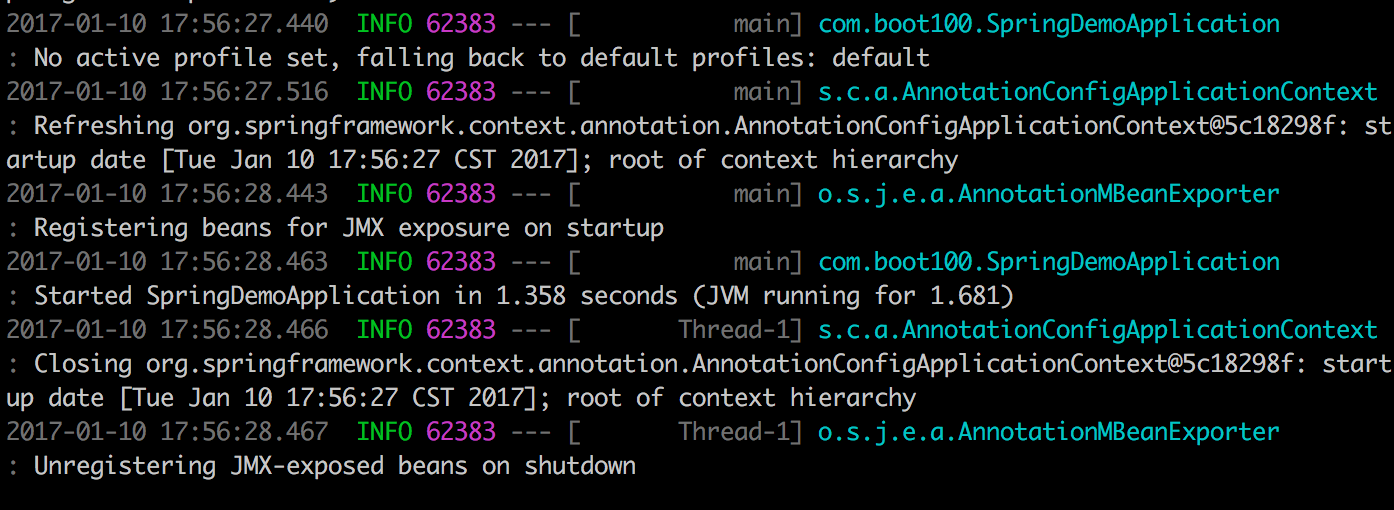 2017-01-10 17:56:27.440  INFO 62383 --- [           main] com.boot100.SpringDemoApplication
: No active profile set, falling back to default profiles: default
2017-01-10 17:56:27.516  INFO 62383 --- [           main] s.c.a.AnnotationConfigApplicationContext
: Refreshing org.springframework.context.annotation.AnnotationConfigApplicationContext@5c18298f: st
artup date [Tue Jan 10 17:56:27 CST 2017]; root of context hierarchy
2017-01-10 17:56:28.443  INFO 62383 --- [           main] o.s.j.e.a.AnnotationMBeanExporter
: Registering beans for JMX exposure on startup
2017-01-10 17:56:28.463  INFO 62383 --- [           main] com.boot100.SpringDemoApplication
: Started SpringDemoApplication in 1.358 seconds (JVM running for 1.681)
2017-01-10 17:56:28.466  INFO 62383 --- [       Thread-1] s.c.a.AnnotationConfigApplicationContext
: Closing org.springframework.context.annotation.AnnotationConfigApplicationContext@5c18298f: start
up date [Tue Jan 10 17:56:27 CST 2017]; root of context hierarchy
2017-01-10 17:56:28.467  INFO 62383 --- [       Thread-1] o.s.j.e.a.AnnotationMBeanExporter
: Unregistering JMX-exposed beans on shutdown